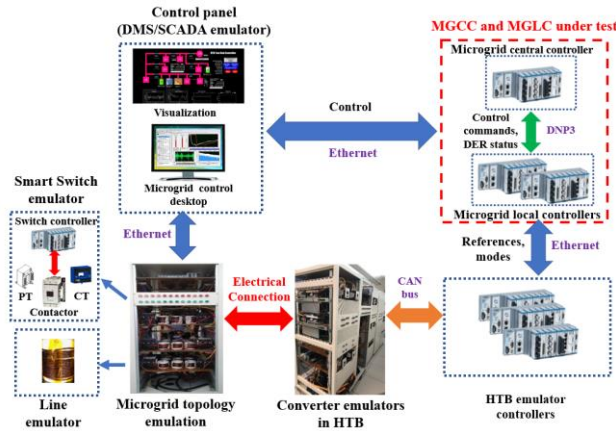 Control panel
(DMS/SCADA emulator)
Visualization
Microgrid control
desktop
Control
Ethernet
MGCC and MGLC under test
Microgrid central controller
Control
commands,
DER status
DNP3
Microgrid local controllers
Smart Switch
emulator
Switch controller
PT
CT
Contactor
Ethernet
References,
modes
Ethernet
Electrical
Connection
CAN
bus
Line
emulator
Microgrid topology
emulation
Converter emulators
in HTB
HTB emulator
controllers